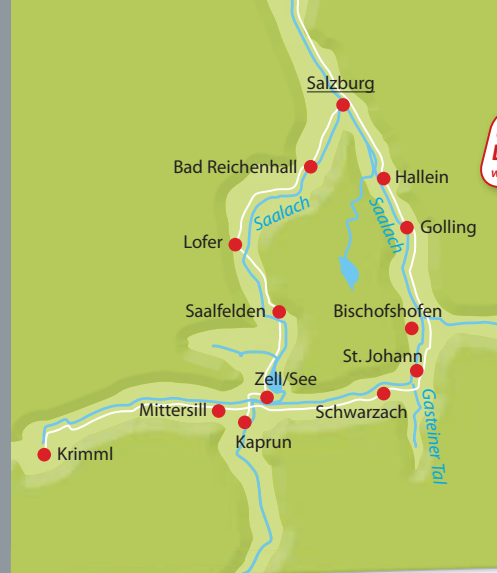 Salzburg
Bad Reichenhall
Hallein
Saalach
Saalach
Golling
Lofer
Saalfelden
Bischofshofen
St. Johann
Zell/See
Mittersill
Schwarzach
Gasteiner Tal
Kaprun
Krimml